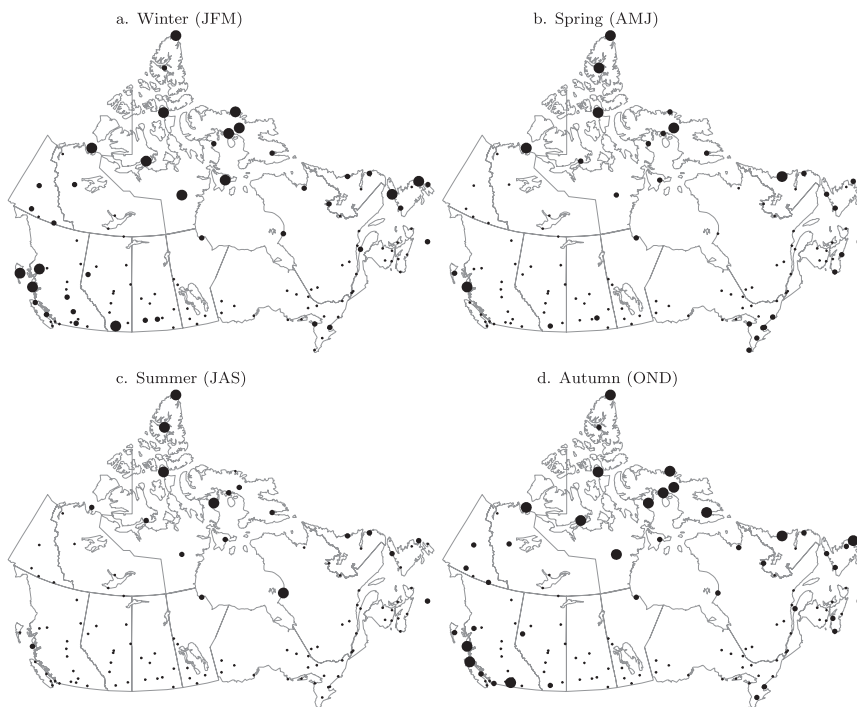 a. Winter (JFM)
b. Spring (AMJ)
c. Summer (JAS)
d. Autumn (OND)